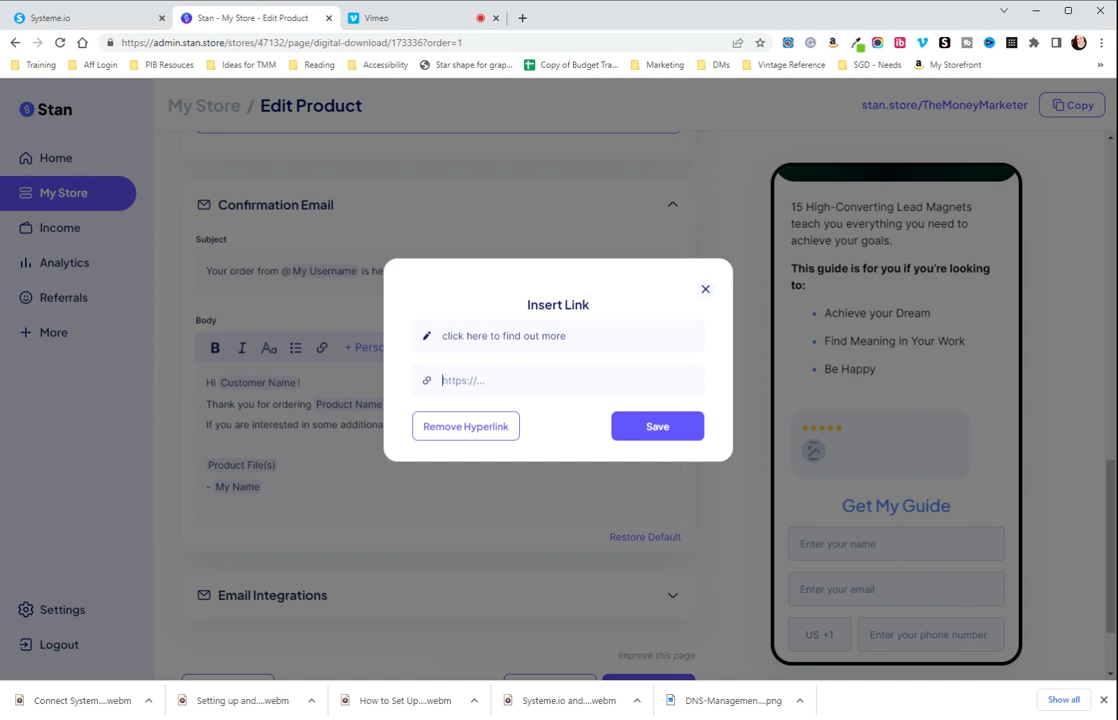 Systeme.io
Stan - My Store - Edit Product
Vimeo
https://admin.stan.store/stores/47132/page/digital-download/173336?order=1
Training
Aff Login
PIB Resouces
Ideas for TMM
Reading
Accessibility
Star shape for grap...
Copy of Budget Tra...
Marketing
DMs
Vintage Reference
SGD - Needs
My Storefront
»
Stan
My Store / Edit Product
stan.store/TheMoneyMarketer
Copy
Home
My Store
Income
Analytics
Referrals
More
Settings
Logout
Confirmation Email
Subject
Your order from @ My Username is he
Body
B I Aa + Perso
Hi Customer Name !
Thank you for ordering Product Name
If you are interested in some additiona
Product File(s)
- My Name
Restore Default
Email Integrations
Improve this page
Insert Link
click here to find out more
https://...
Remove Hyperlink
Save
15 High-Converting Lead Magnets
teach you everything you need to
achieve your goals.
This guide is for you if you're looking
to:
• Achieve your Dream
• Find Meaning in Your Work
• Be Happy
Get My Guide
Enter your name
Enter your email
US +1
Enter your phone number
Connect System....webm
Setting up and....webm
How to Set Up....webm
Systeme.io and....webm
DNS-Managemen....png
Show all